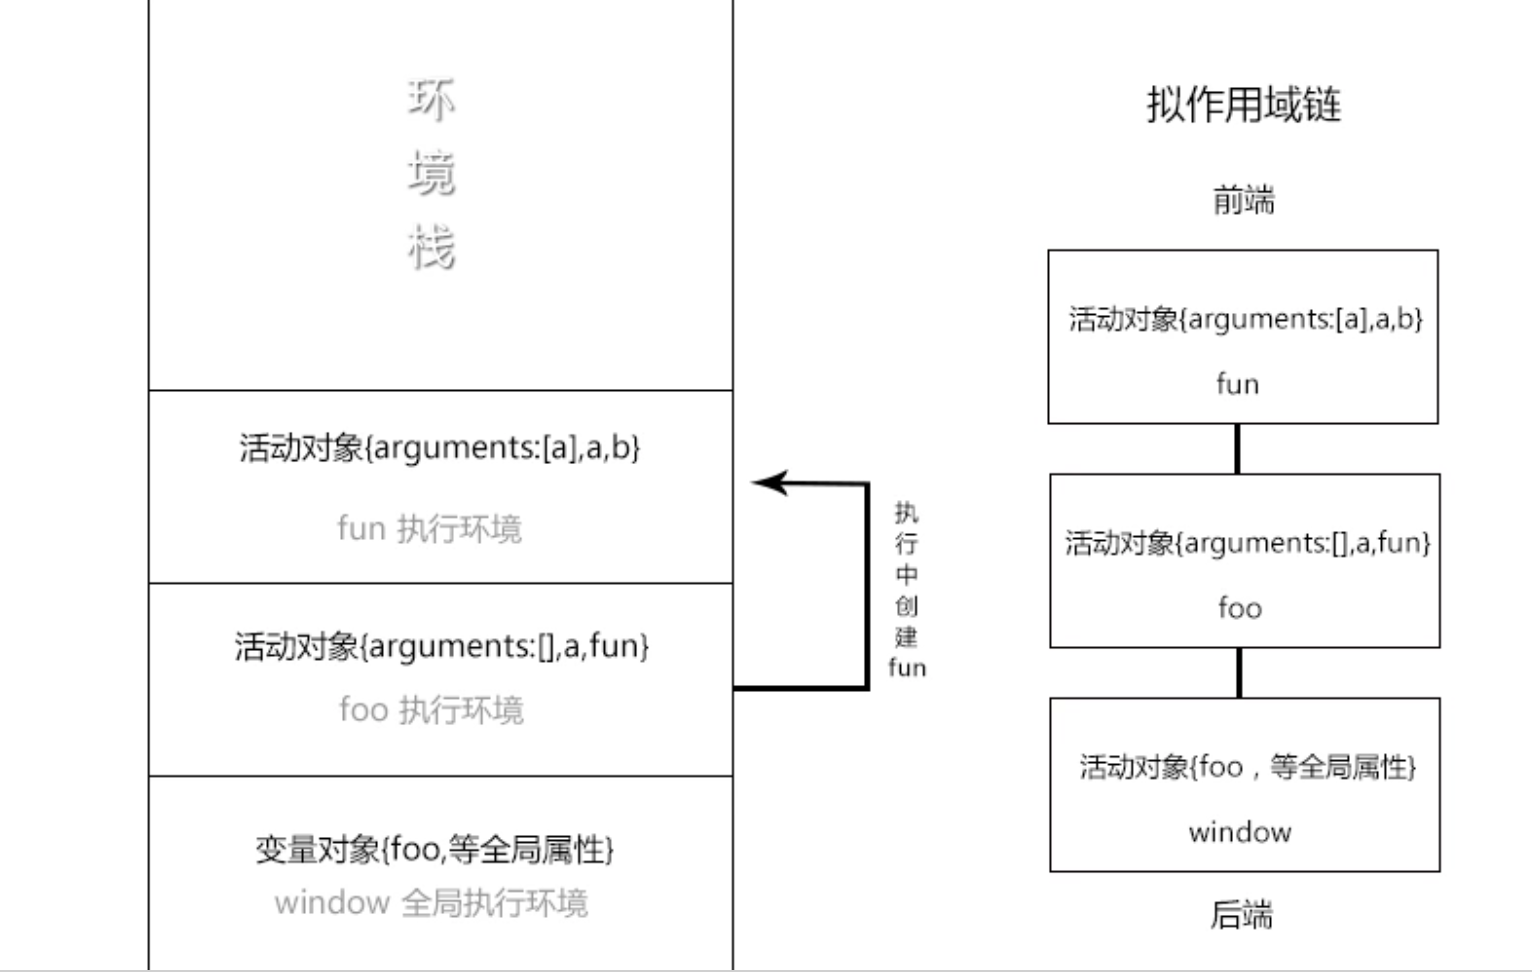 环
境
栈
活动对象{arguments:[a],a,b}
fun 执行环境
活动对象{arguments:[],a,fun}
foo 执行环境
变量对象{foo,等全局属性}
window 全局执行环境
执
行
中
创
建
fun
拟作用域链
前端
活动对象{arguments:[a],a,b}
fun
活动对象{arguments:[],a,fun}
foo
活动对象{foo，等全局属性}
window
后端